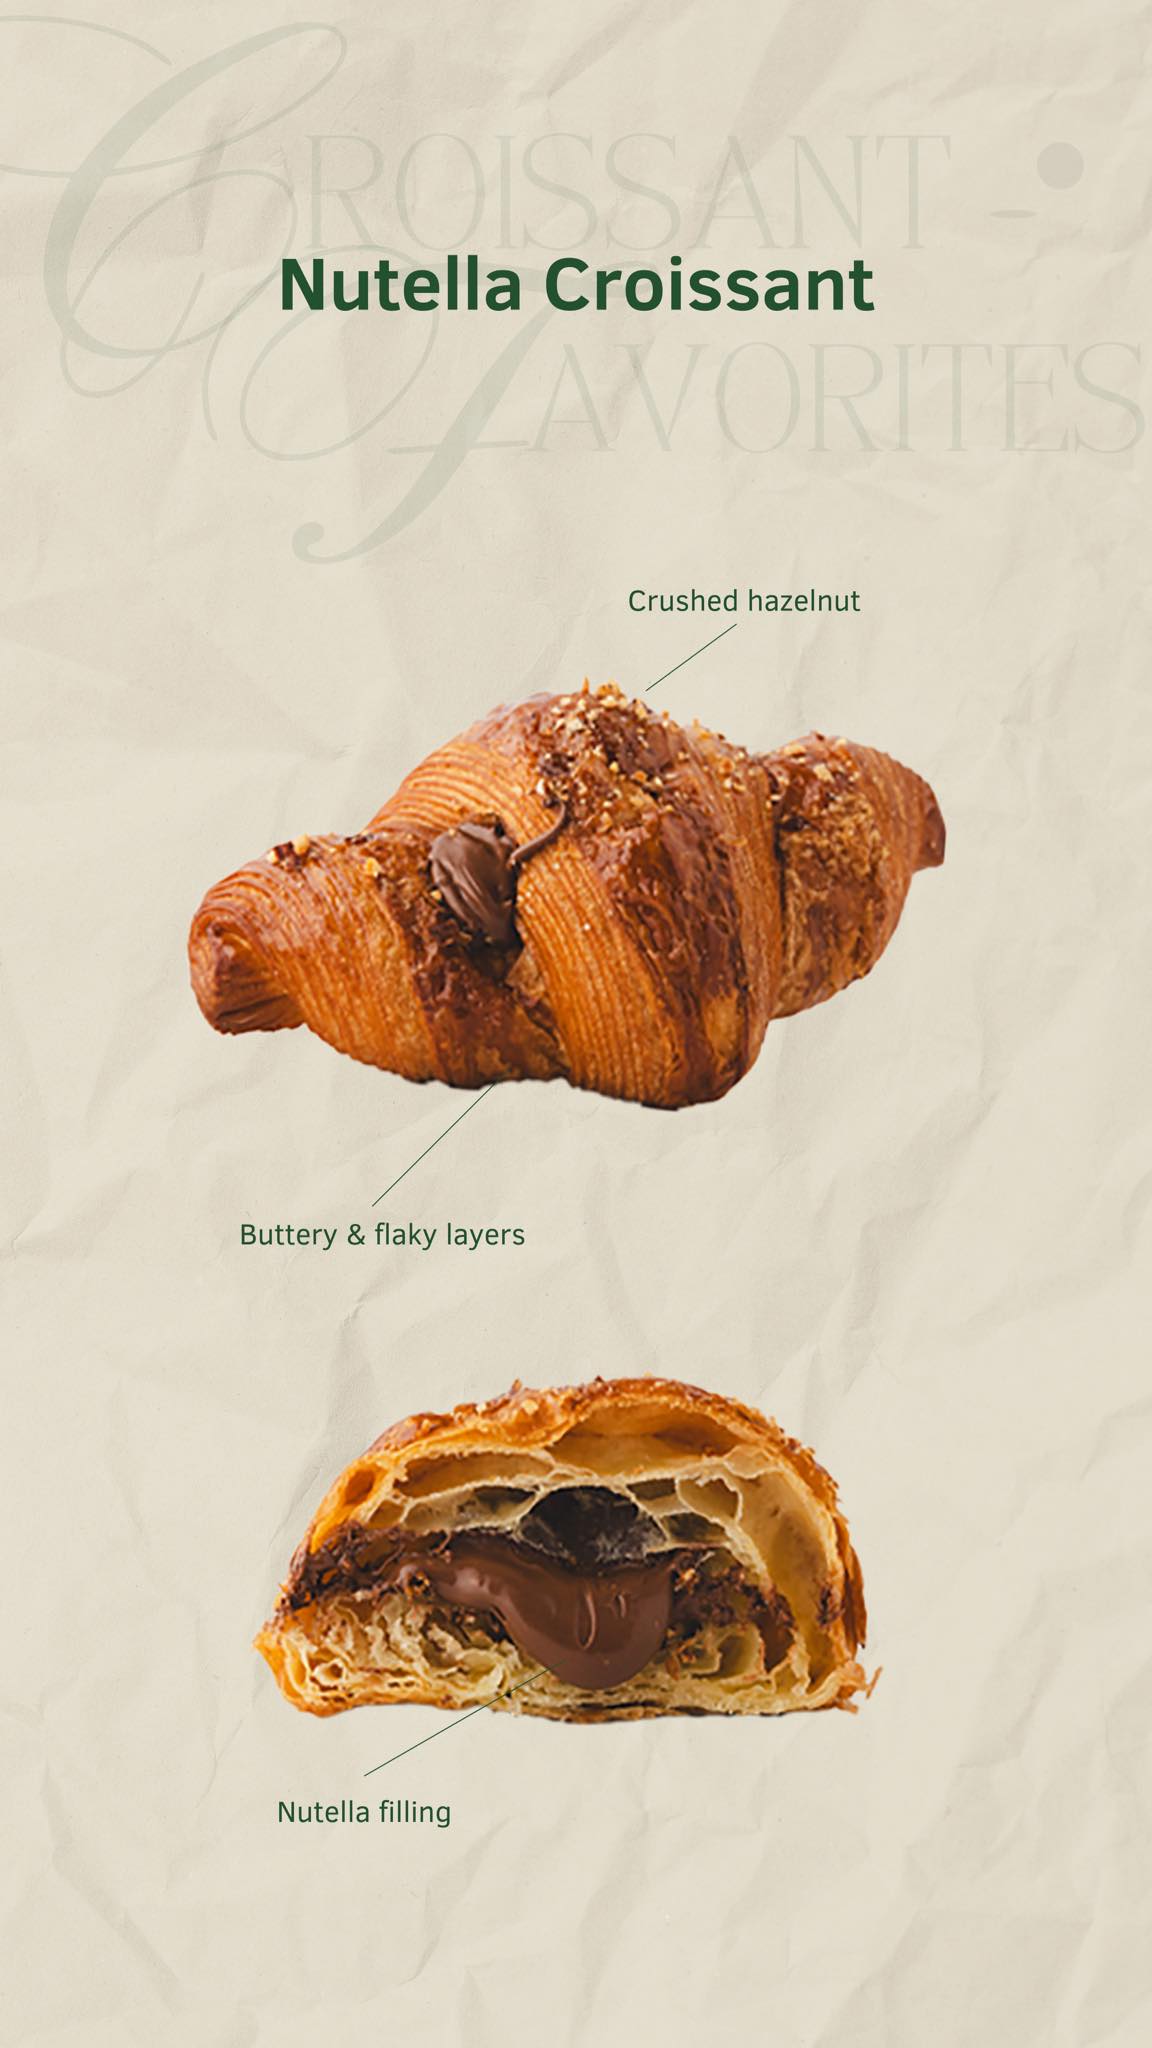 CROISSANT -
Nutella Croissant
FAVORITES
Crushed hazelnut
Buttery & flaky layers
Nutella filling